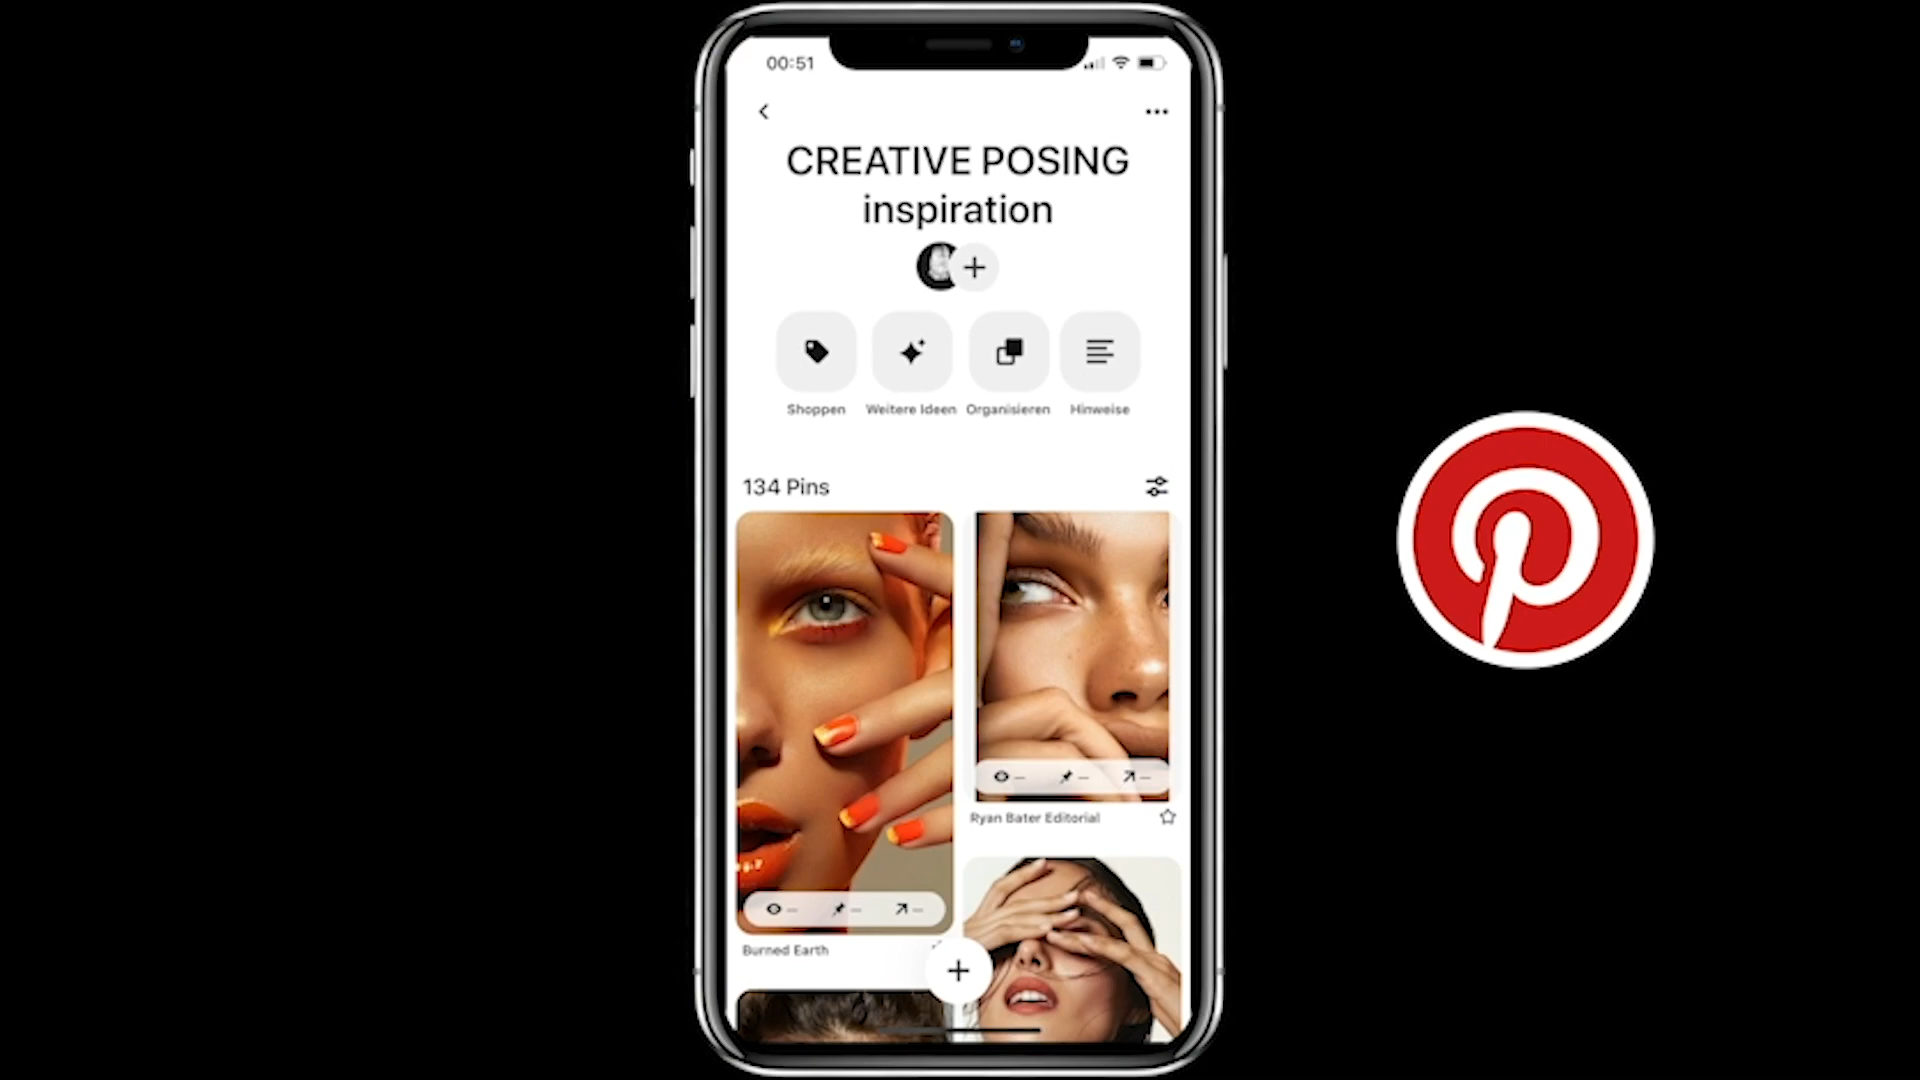 00:51
CREATIVE POSING
inspiration
Shoppen
Weitere Ideen
Organisieren
Hinweise
134 Pins
Ryan Bater Editorial
Burned Earth